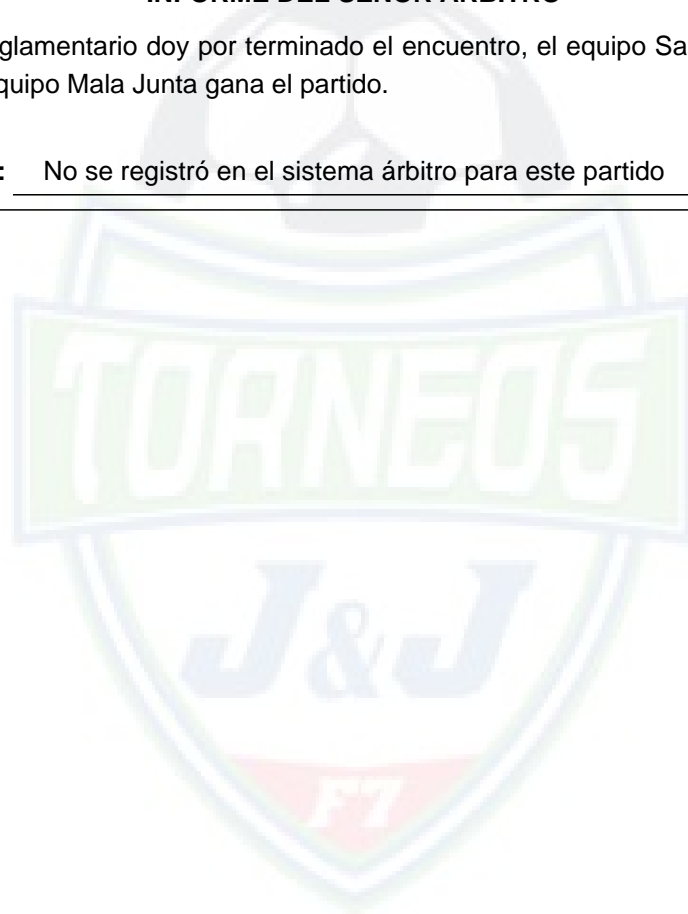 INFORME DEL SEÑOR ÁRBITRO
glamentario doy por terminado el encuentro, el equipo Sa
quipo Mala Junta gana el partido.
: No se registró en el sistema árbitro para este partido
TORNEOS
J&J
F7